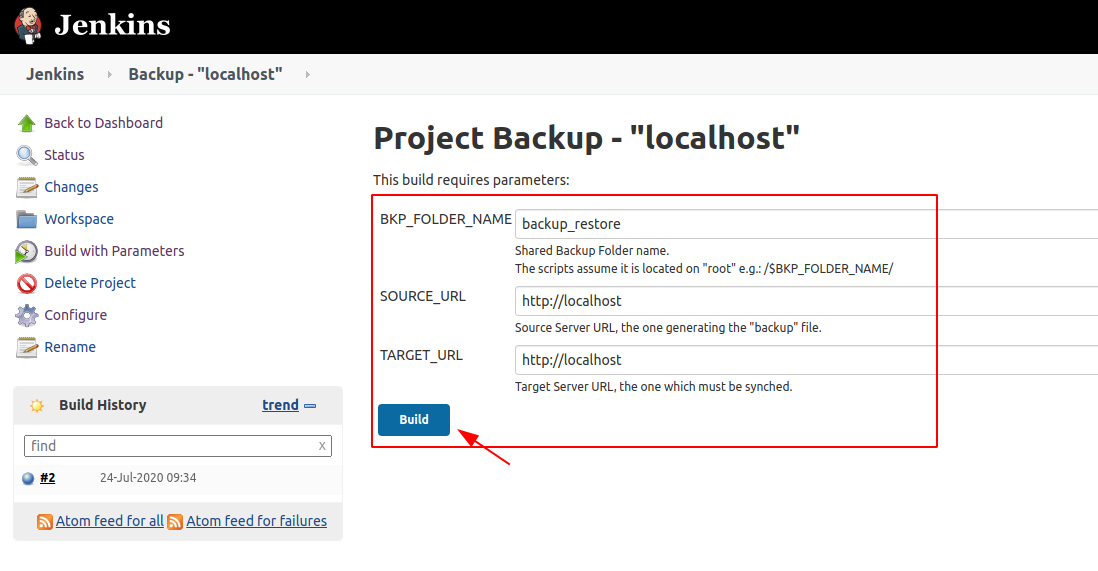 Jenkins
Jenkins
Backup - "localhost"
Back to Dashboard
Status
Changes
Workspace
Build with Parameters
Delete Project
Configure
Rename
Build History
trend
find
x
#2
24-Jul-2020 09:34
Atom feed for all
Atom feed for failures
Project Backup - "localhost"
This build requires parameters:
BKP_FOLDER_NAME
backup_restore
Shared Backup Folder name.
The scripts assume it is located on "root" e.g.: /$BKP_FOLDER_NAME/
SOURCE_URL
http://localhost
Source Server URL, the one generating the "backup" file.
TARGET_URL
http://localhost
Target Server URL, the one which must be synched.
Build